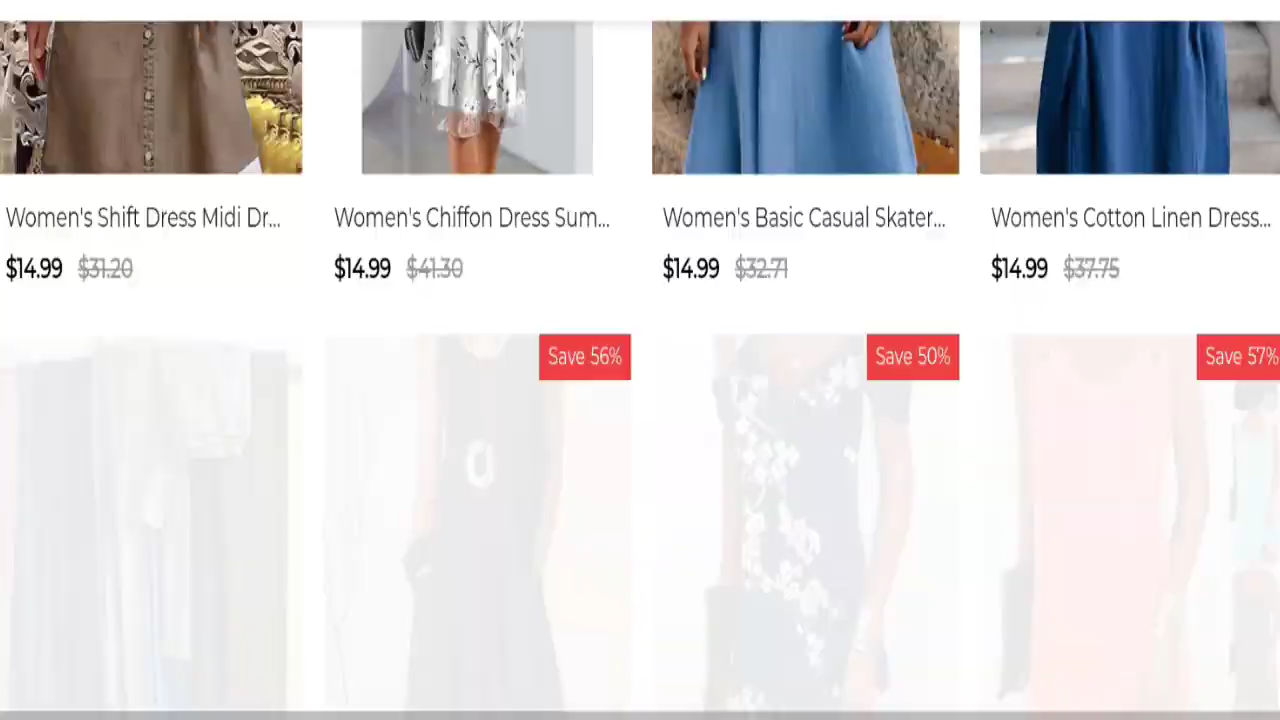 Women's Shift Dress Midi Dr...
Women's Chiffon Dress Sum...
Women's Basic Casual Skater...
Women's Cotton Linen Dress...
$14.99 $31.20
$14.99 $41.30
$14.99 $32.71
$14.99 $37.75
Save 56%
Save 50%
Save 57%